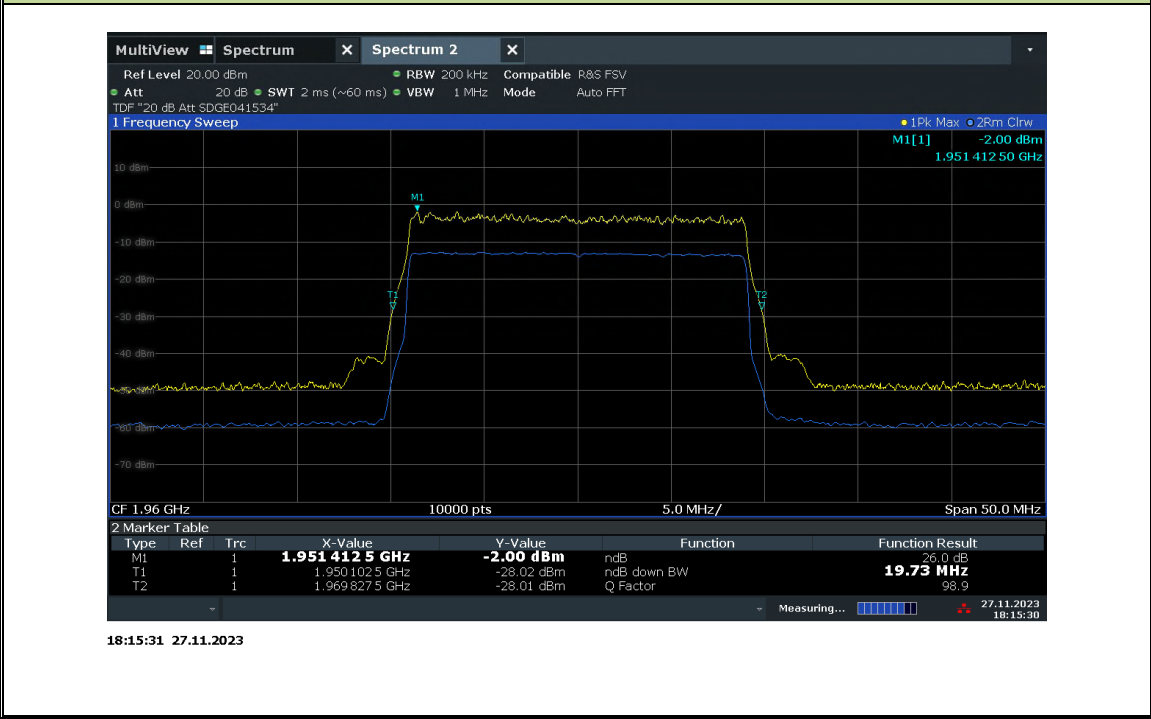 MultiView Spectrum X Spectrum 2 X
Ref Level 20.00 dBm RBW 200 kHz Compatible R&S FSV
Att 20 dB SWT 2 ms (~60 ms) VBW 1 MHz Mode Auto FFT
TDF "20 dB Att SDGE041534"
1 Frequency Sweep 1Pk Max 2Rm Clrw
M1[1] -2.00 dBm
1.951 412 50 GHz
10 dBm
M1
0 dBm
-10 dBm
-20 dBm
T1 T2
-30 dBm
-40 dBm
-50 dBm
-60 dBm
-70 dBm
CF 1.96 GHz 10000 pts 5.0 MHz/ Span 50.0 MHz
2 Marker Table
Type Ref Trc X-Value Y-Value Function Function Result
M1 1 1.951 412 5 GHz -2.00 dBm ndB 26.0 dB
T1 1 1.950 102 5 GHz -28.02 dBm ndB down BW 19.73 MHz
T2 1 1.969 827 5 GHz -28.01 dBm Q Factor 98.9
Measuring... 27.11.2023
18:15:30
18:15:31 27.11.2023